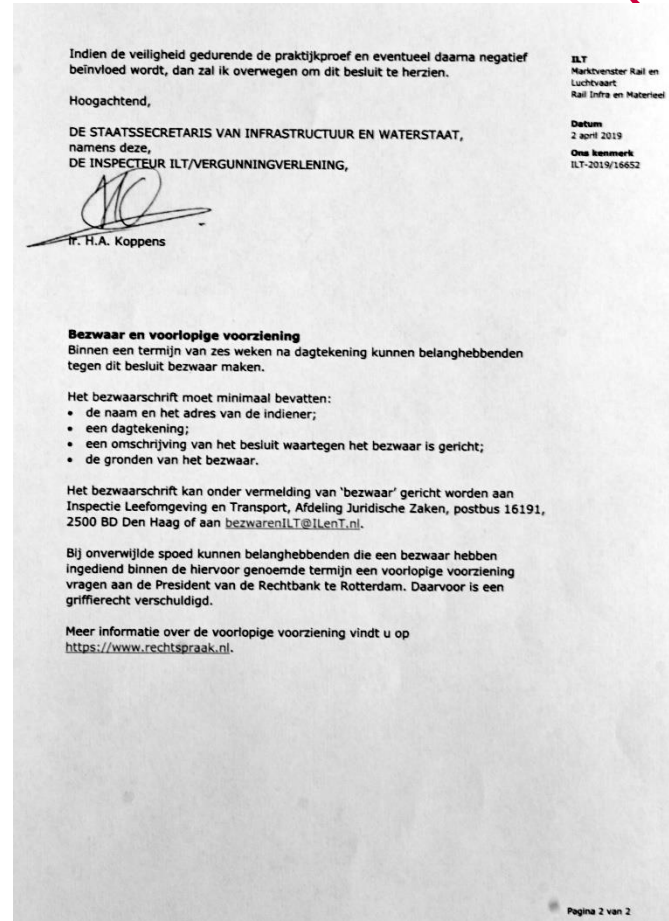 Indien de veiligheid gedurende de praktijkproef en eventueel daarna negatief
beïnvloed wordt, dan zal ik overwegen om dit besluit te herzien.
Hoogachtend,
DE STAATSSECRETARIS VAN INFRASTRUCTUUR EN WATERSTAAT,
namens deze,
DE INSPECTEUR ILT/VERGUNNINGVERLENING,
Ir. H.A. Koppens
ILT
Marktvenster Rail en
Luchtvaart
Rail Infra en Materieel
Datum
2 april 2019
Ons kenmerk
ILT-2019/16652
Bezwaar en voorlopige voorziening
Binnen een termijn van zes weken na dagtekening kunnen belanghebbenden
tegen dit besluit bezwaar maken.
Het bezwaarschrift moet minimaal bevatten:
• de naam en het adres van de indiener;
• een dagtekening;
• een omschrijving van het besluit waartegen het bezwaar is gericht;
• de gronden van het bezwaar.
Het bezwaarschrift kan onder vermelding van ‘bezwaar’ gericht worden aan
Inspectie Leefomgeving en Transport, Afdeling Juridische Zaken, postbus 16191,
2500 BD Den Haag of aan bezwarenILT@ILenT.nl.
Bij onverwijlde spoed kunnen belanghebbenden die een bezwaar hebben
ingediend binnen de hiervoor genoemde termijn een voorlopige voorziening
vragen aan de President van de Rechtbank te Rotterdam. Daarvoor is een
griffierecht verschuldigd.
Meer informatie over de voorlopige voorziening vindt u op
https://www.rechtspraak.nl.
Pagina 2 van 2